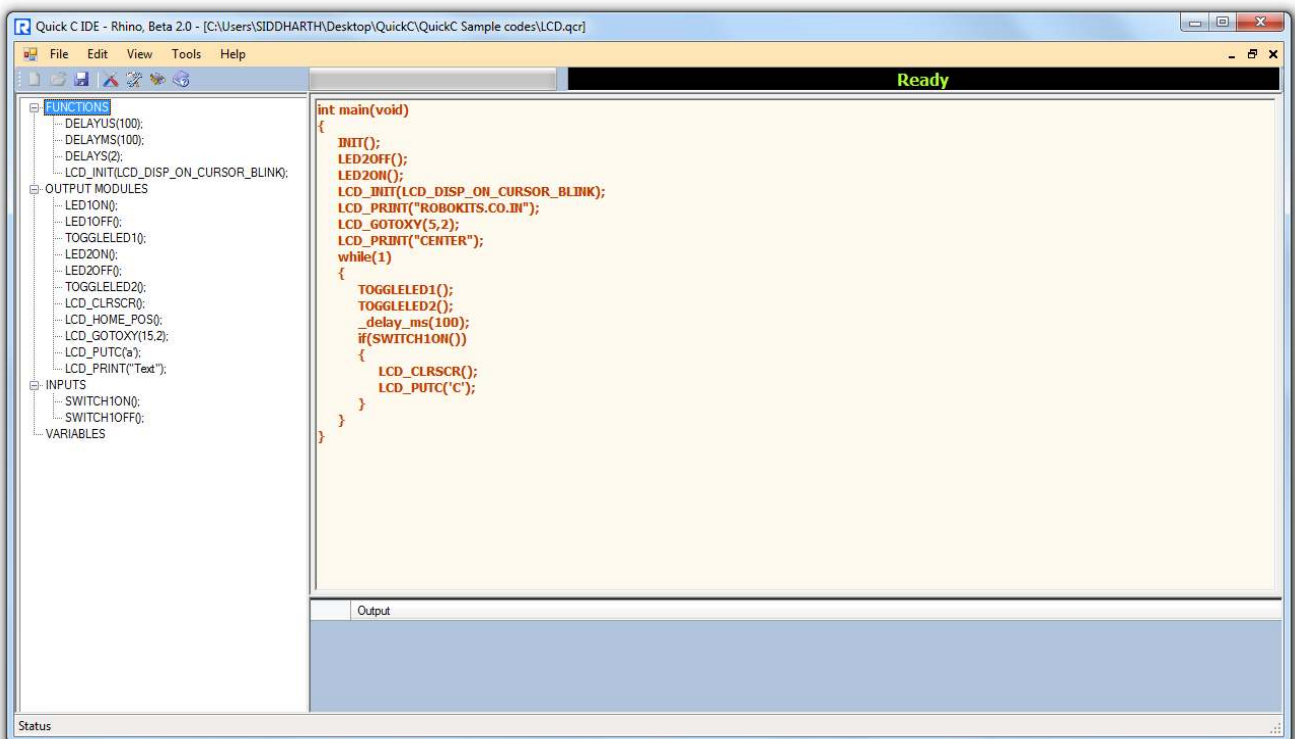 Quick C IDE - Rhino, Beta 2.0 - [C:\Users\SIDDHARTH\Desktop\QuickC\QuickC Sample codes\LCD.qcr]
File Edit View Tools Help
Ready
FUNCTIONS
DELAYUS(100);
DELAYMS(100);
DELAYS(2);
LCD_INIT(LCD_DISP_ON_CURSOR_BLINK);
OUTPUT MODULES
LED1ON();
LED1OFF();
TOGGLELED1();
LED2ON();
LED2OFF();
TOGGLELED2();
LCD_CLRSCR();
LCD_HOME_POS();
LCD_GOTOXY(15,2);
LCD_PUTC('a');
LCD_PRINT("Text");
INPUTS
SWITCH1ON();
SWITCH1OFF();
VARIABLES
int main(void)
{
INIT();
LED2OFF();
LED2ON();
LCD_INIT(LCD_DISP_ON_CURSOR_BLINK);
LCD_PRINT("ROBOKITS.CO.IN");
LCD_GOTOXY(5,2);
LCD_PRINT("CENTER");
while(1)
{
TOGGLELED1();
TOGGLELED2();
_delay_ms(100);
if(SWITCH1ON())
{
LCD_CLRSCR();
LCD_PUTC('C');
}
}
}
Output
Status